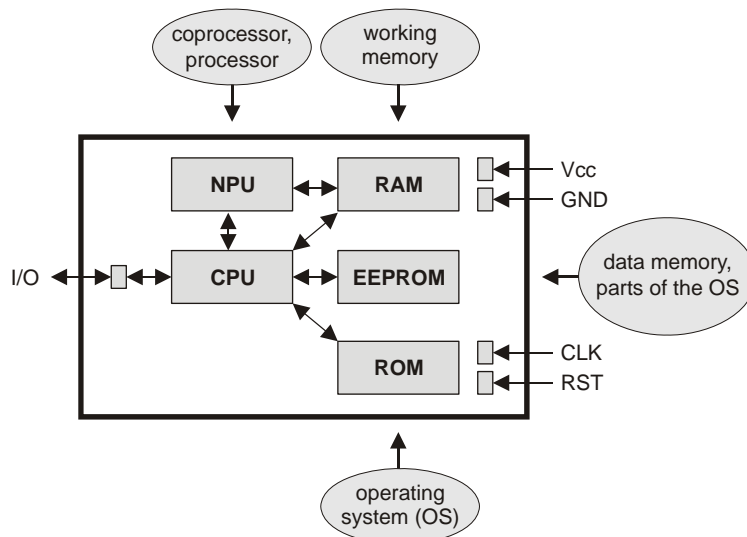 coprocessor,
processor
working
memory
NPU
RAM
Vcc
GND
I/O
CPU
EEPROM
data memory,
parts of the OS
ROM
CLK
RST
operating
system (OS)